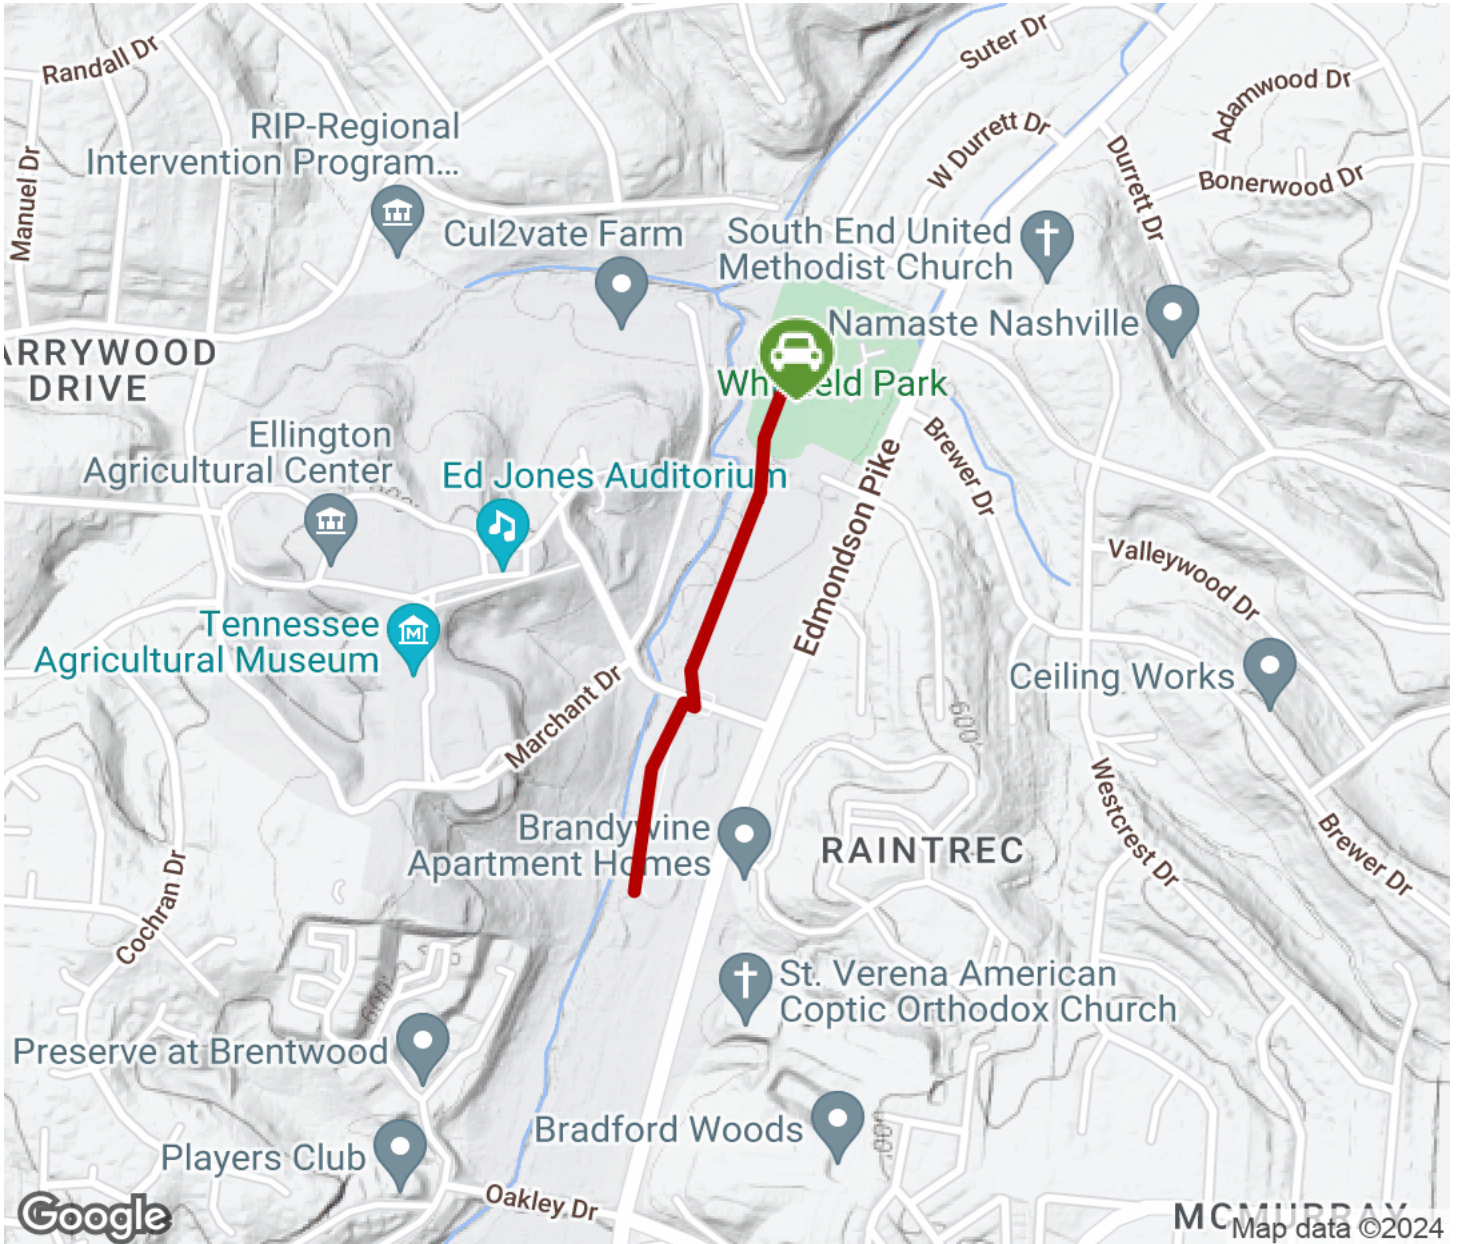 Randall Dr
Suter Dr
Adamwood Dr
RIP-Regional
Intervention Program...
Manuel Dr
W Durrett Dr
Durrett Dr
Bonerwood Dr
Cul2vate Farm
South End United
Methodist Church
Namaste Nashville
ARRYWOOD
DRIVE
Park
Ellington
Agricultural Center
Ed Jones Auditorium
Edmondson Pike
Brewer Dr
Valleywood Dr
Tennessee
Agricultural Museum
Marchant Dr
Ceiling Works
600'
Westcrest Dr
Brandywine
Apartment Homes
RAINTREC
Brewer Dr
Cochran Dr
St. Verena American
Coptic Orthodox Church
600'
Preserve at Brentwood
Bradford Woods
Players Club
Oakley Dr
Google
MCMURRAY
Map data ©2024